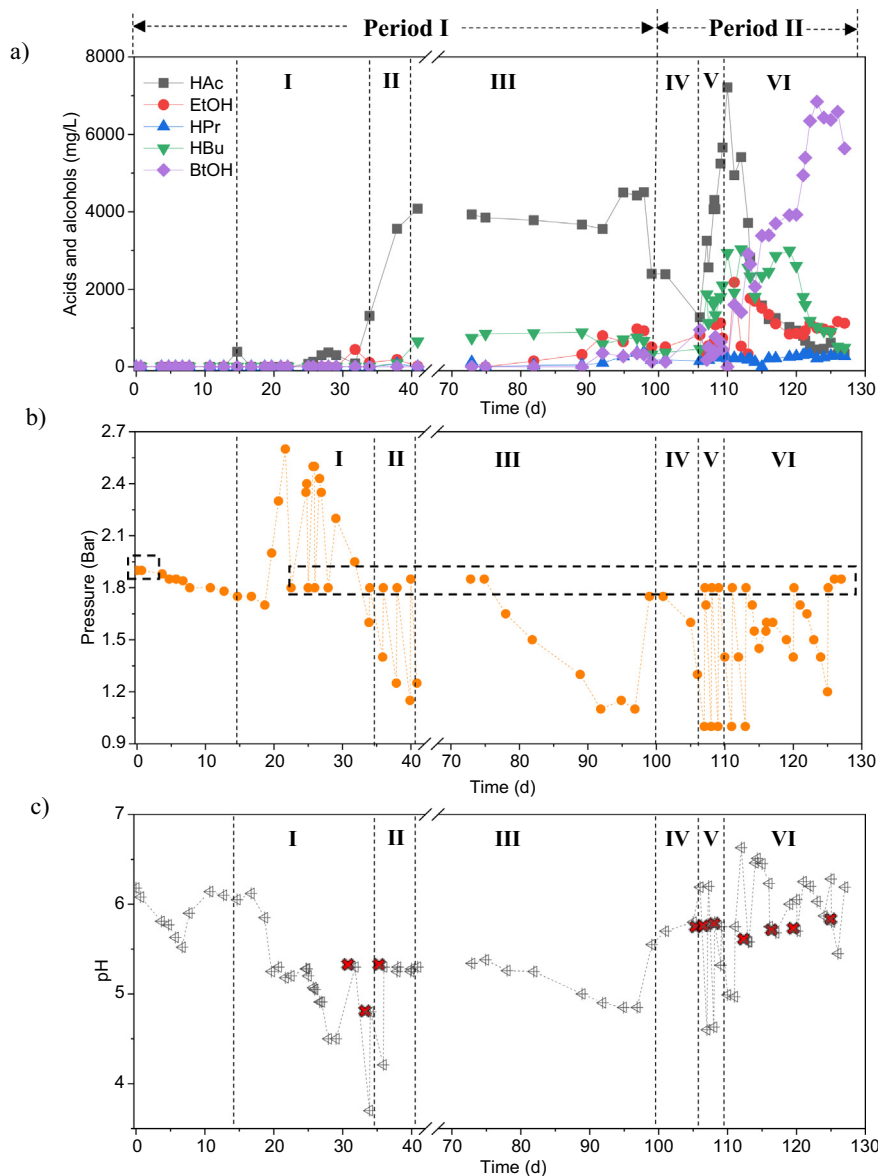 Period I Period II
a)
8000
6000
4000
2000
0
Acids and alcohols (mg/L)
HAc
EtOH
HPr
HBu
BtOH
I II III IV V VI
0 10 20 30 40 70 80 90 100 110 120 130
Time (d)
b)
2.7
2.4
2.1
1.8
1.5
1.2
0.9
Pressure (Bar)
I II III IV V VI
0 10 20 30 40 70 80 90 100 110 120 130
Time (d)
c)
7
6
5
4
pH
I II III IV V VI
0 10 20 30 40 70 80 90 100 110 120 130
Time (d)